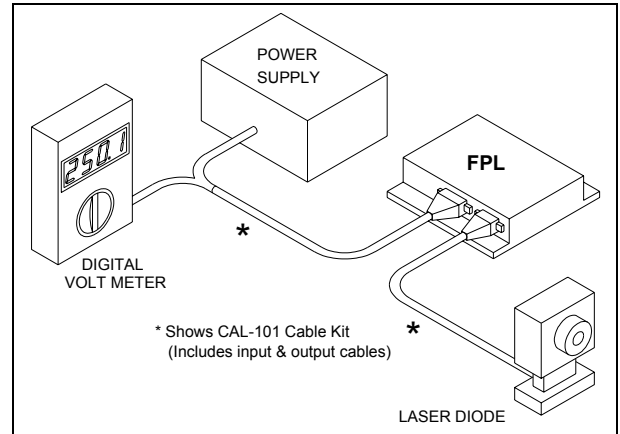 POWER
SUPPLY
250.1
FPL
*
DIGITAL
VOLT METER
* Shows CAL-101 Cable Kit
(Includes input & output cables)
*
LASER DIODE